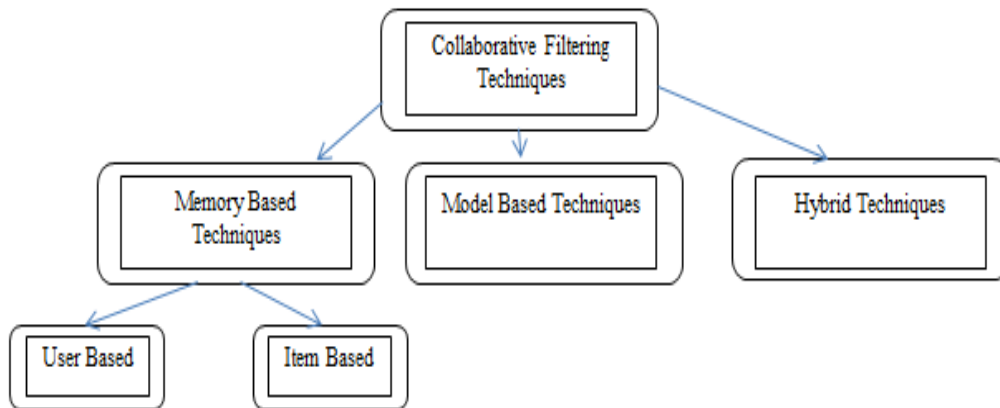 Collaborative Filtering
Techniques
Memory Based
Techniques
Model Based Techniques
Hybrid Techniques
User Based
Item Based